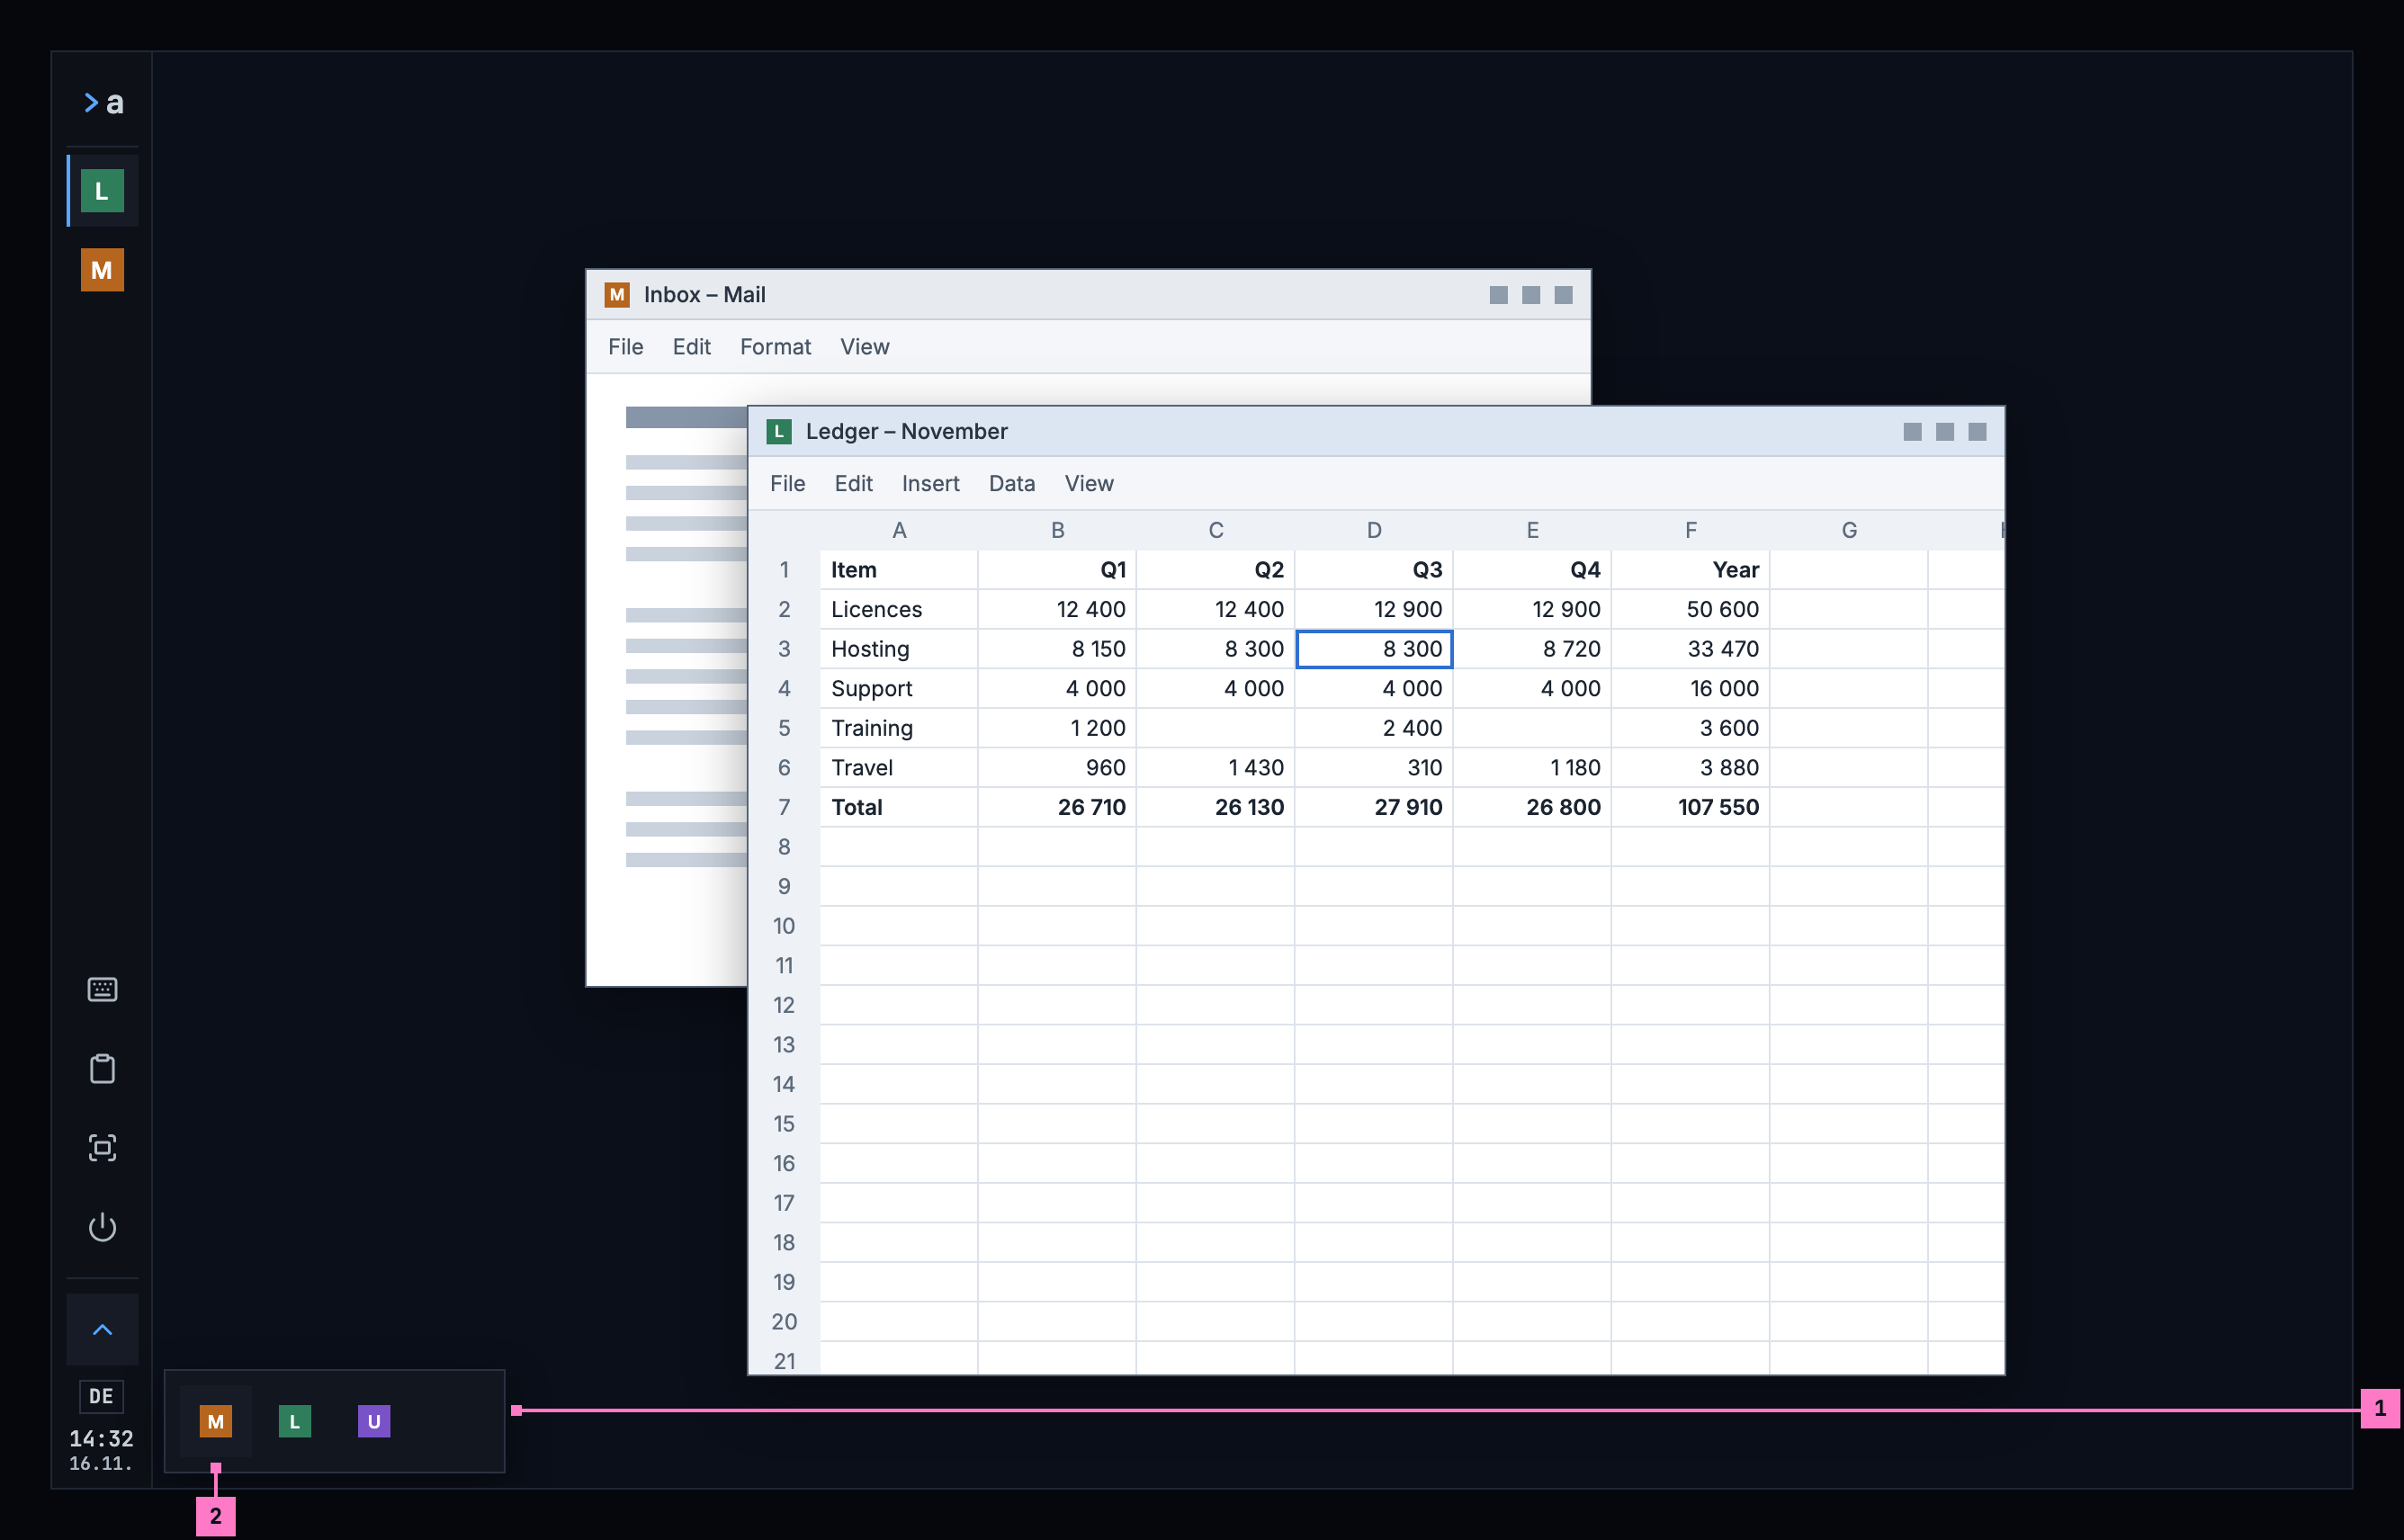 >a
L
M
M Inbox – Mail
File Edit Format View
L Ledger – November
File Edit Insert Data View
A B C D E F G
1 Item Q1 Q2 Q3 Q4 Year
2 Licences 12 400 12 400 12 900 12 900 50 600
3 Hosting 8 150 8 300 8 300 8 720 33 470
4 Support 4 000 4 000 4 000 4 000 16 000
5 Training 1 200 2 400 3 600
6 Travel 960 1 430 310 1 180 3 880
7 Total 26 710 26 130 27 910 26 800 107 550
8
9
10
11
12
13
14
15
16
17
18
19
20
21
DE
14:32
16.11.
M L U
1
2